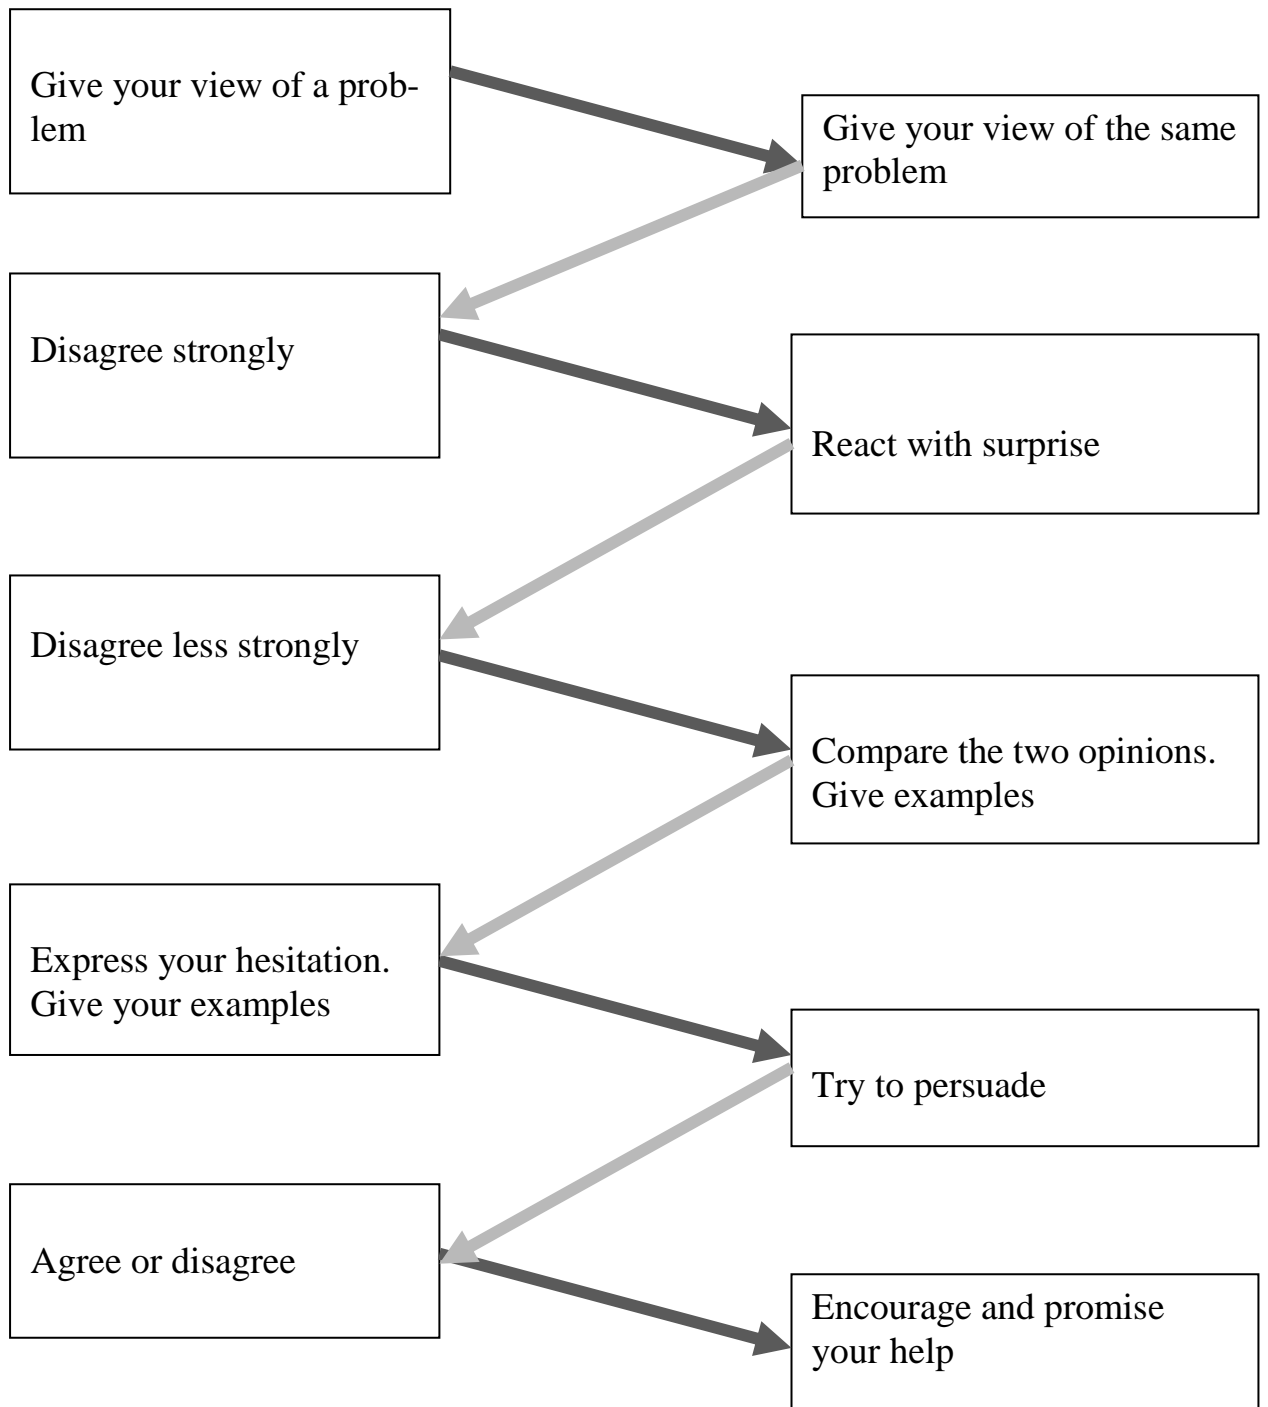 Give your view of a prob-
lem
Give your view of the same
problem
Disagree strongly
React with surprise
Disagree less strongly
Compare the two opinions.
Give examples
Express your hesitation.
Give your examples
Try to persuade
Agree or disagree
Encourage and promise
your help